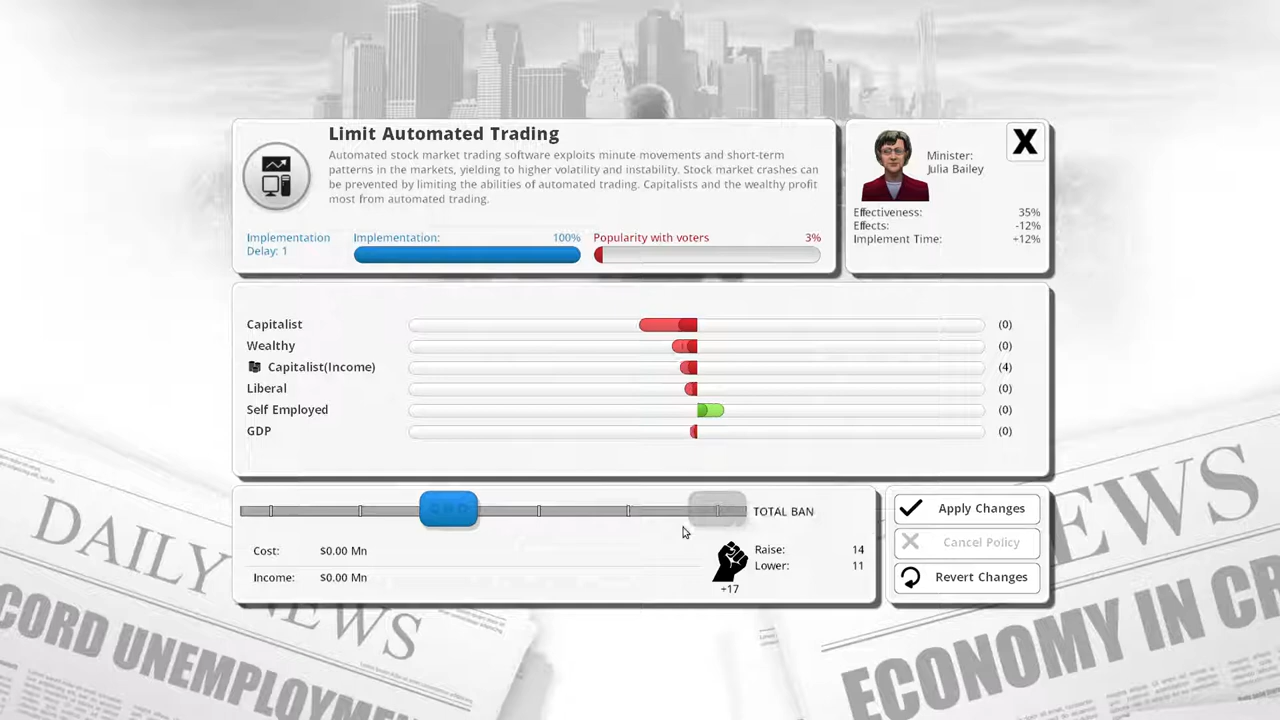 Limit Automated Trading
Automated stock market trading software exploits minute movements and short-term
patterns in the markets, yielding to higher volatility and instability. Stock market crashes can
be prevented by limiting the abilities of automated trading. Capitalists and the wealthy profit
most from automated trading.
Implementation
Delay: 1
Implementation: 100%
Popularity with voters 3%
X
Minister:
Julia Bailey
Effectiveness: 35%
Effects: -12%
Implement Time: +12%
Capitalist (0)
Wealthy (0)
Capitalist(Income) (4)
Liberal (0)
Self Employed (0)
GDP (0)
TOTAL BAN
Cost: $0.00 Mn
Income: $0.00 Mn
Raise: 14
Lower: 11
+17
Apply Changes
Cancel Policy
Revert Changes
DAILY NEWS
CORD UNEMPLOYM
EWS
ECONOMY IN CR